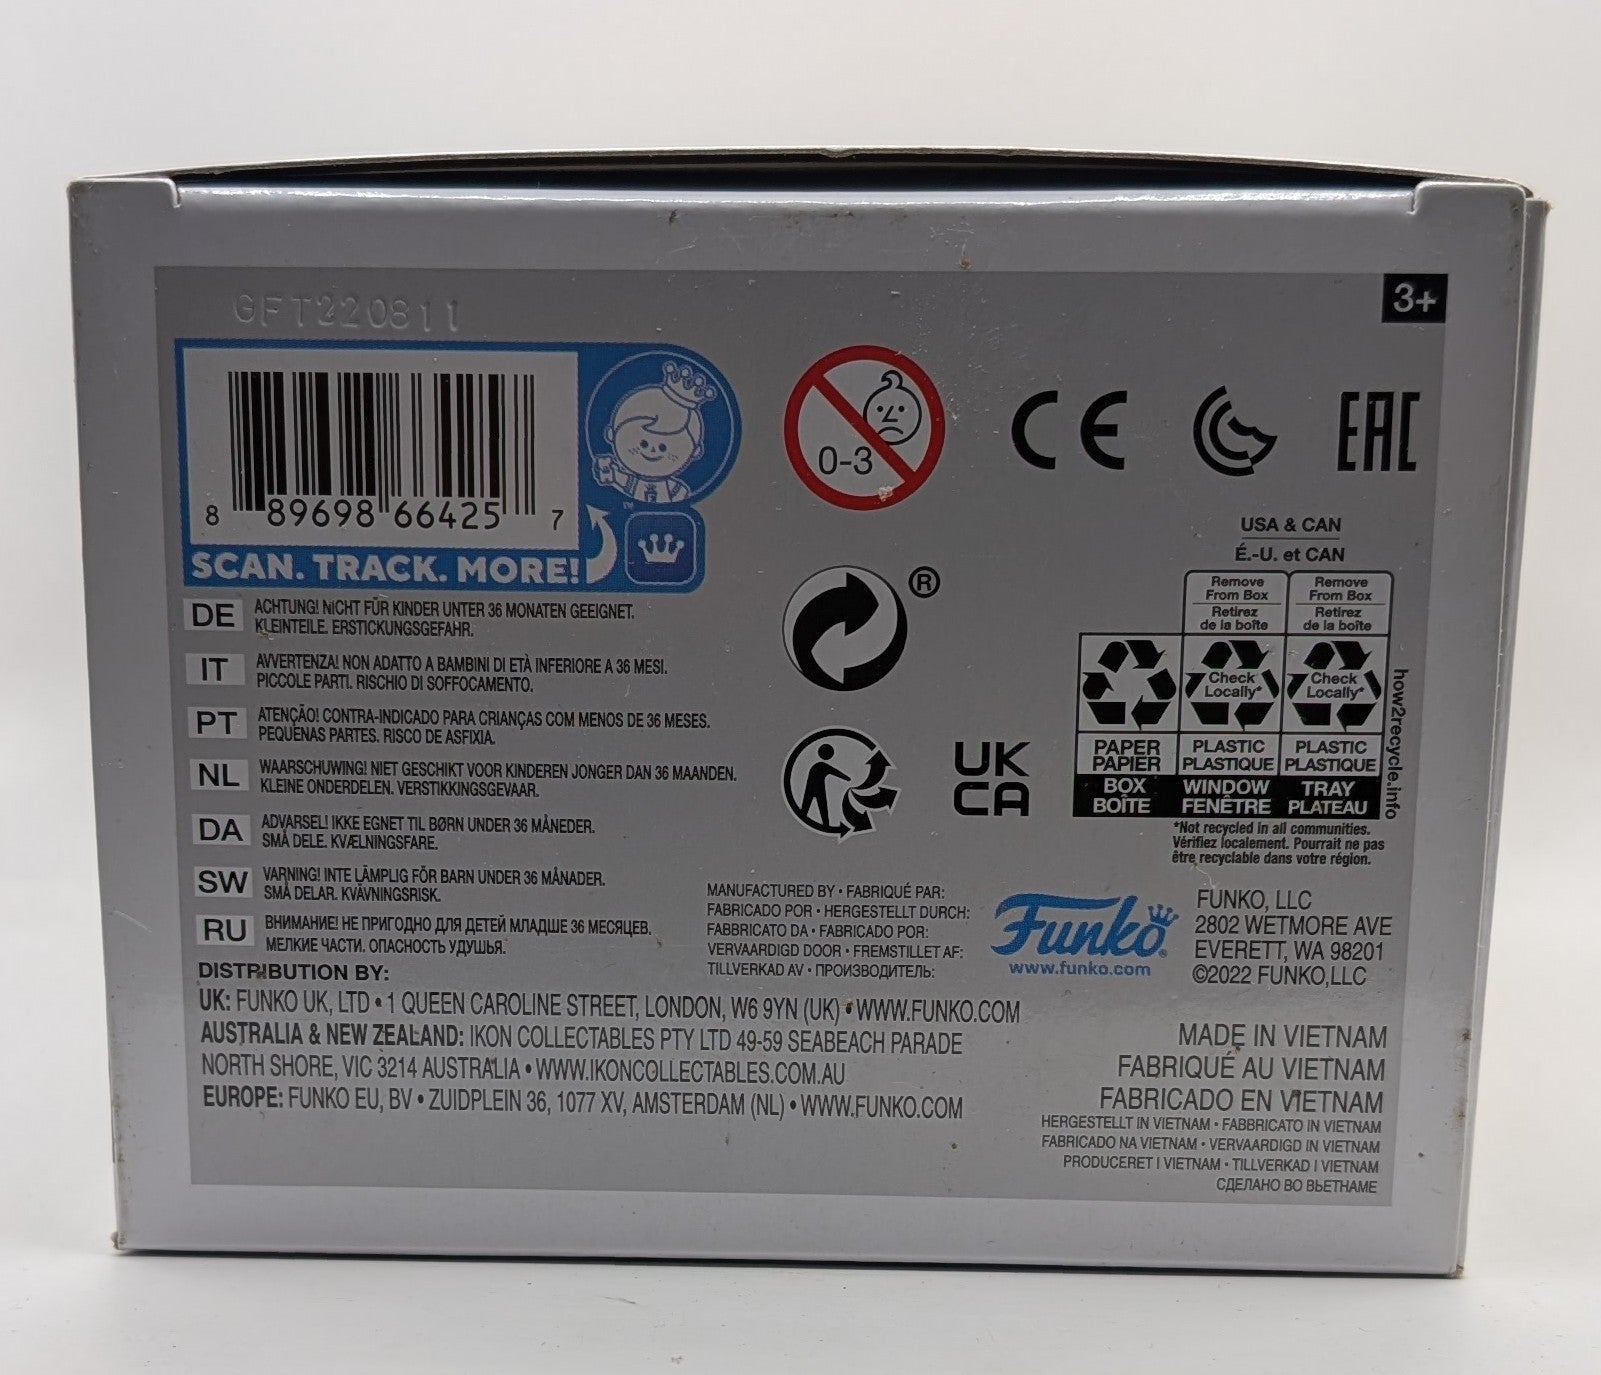 GFT220811
3+
8 89698 66425 7
™
SCAN. TRACK. MORE!
0-3
CE
EAC
USA & CAN
É.-U. et CAN
Remove From Box
Retirez de la boîte
Remove From Box
Retirez de la boîte
Check Locally*
Check Locally*
PAPER PAPIER
PLASTIC PLASTIQUE
PLASTIC PLASTIQUE
BOX BOÎTE
WINDOW FENÊTRE
TRAY PLATEAU
how2recycle.info
*Not recycled in all communities.
Vérifiez localement. Pourrait ne pas
être recyclable dans votre région.
®
UK
CA
DE ACHTUNG! NICHT FÜR KINDER UNTER 36 MONATEN GEEIGNET.
KLEINTEILE. ERSTICKUNGSGEFAHR.
IT AVVERTENZA! NON ADATTO A BAMBINI DI ETÀ INFERIORE A 36 MESI.
PICCOLE PARTI. RISCHIO DI SOFFOCAMENTO.
PT ATENÇÃO! CONTRA-INDICADO PARA CRIANÇAS COM MENOS DE 36 MESES.
PEQUENAS PARTES. RISCO DE ASFIXIA.
NL WAARSCHUWING! NIET GESCHIKT VOOR KINDEREN JONGER DAN 36 MAANDEN.
KLEINE ONDERDELEN. VERSTIKKINGSGEVAAR.
DA ADVARSEL! IKKE EGNET TIL BØRN UNDER 36 MÅNEDER.
SMÅ DELE. KVÆLNINGSFARE.
SW VARNING! INTE LÄMPLIG FÖR BARN UNDER 36 MÅNADER.
SMÅ DELAR. KVÄVNINGSRISK.
RU ВНИМАНИЕ! НЕ ПРИГОДНО ДЛЯ ДЕТЕЙ МЛАДШЕ 36 МЕСЯЦЕВ.
МЕЛКИЕ ЧАСТИ. ОПАСНОСТЬ УДУШЬЯ.
MANUFACTURED BY • FABRIQUÉ PAR:
FABRICADO POR • HERGESTELLT DURCH:
FABBRICATO DA • FABRICADO POR:
VERVAARDIGD DOOR • FREMSTILLET AF:
TILLVERKAD AV • ПРОИЗВОДИТЕЛЬ:
Funko®
www.funko.com
FUNKO, LLC
2802 WETMORE AVE
EVERETT, WA 98201
©2022 FUNKO,LLC
DISTRIBUTION BY:
UK: FUNKO UK, LTD • 1 QUEEN CAROLINE STREET, LONDON, W6 9YN (UK) • WWW.FUNKO.COM
AUSTRALIA & NEW ZEALAND: IKON COLLECTABLES PTY LTD 49-59 SEABEACH PARADE
NORTH SHORE, VIC 3214 AUSTRALIA • WWW.IKONCOLLECTABLES.COM.AU
EUROPE: FUNKO EU, BV • ZUIDPLEIN 36, 1077 XV, AMSTERDAM (NL) • WWW.FUNKO.COM
MADE IN VIETNAM
FABRIQUÉ AU VIETNAM
FABRICADO EN VIETNAM
HERGESTELLT IN VIETNAM • FABBRICATO IN VIETNAM
FABRICADO NA VIETNAM • VERVAARDIGD IN VIETNAM
PRODUCERET I VIETNAM • TILLVERKAD I VIETNAM
СДЕЛАНО ВО ВЬЕТНАМЕ